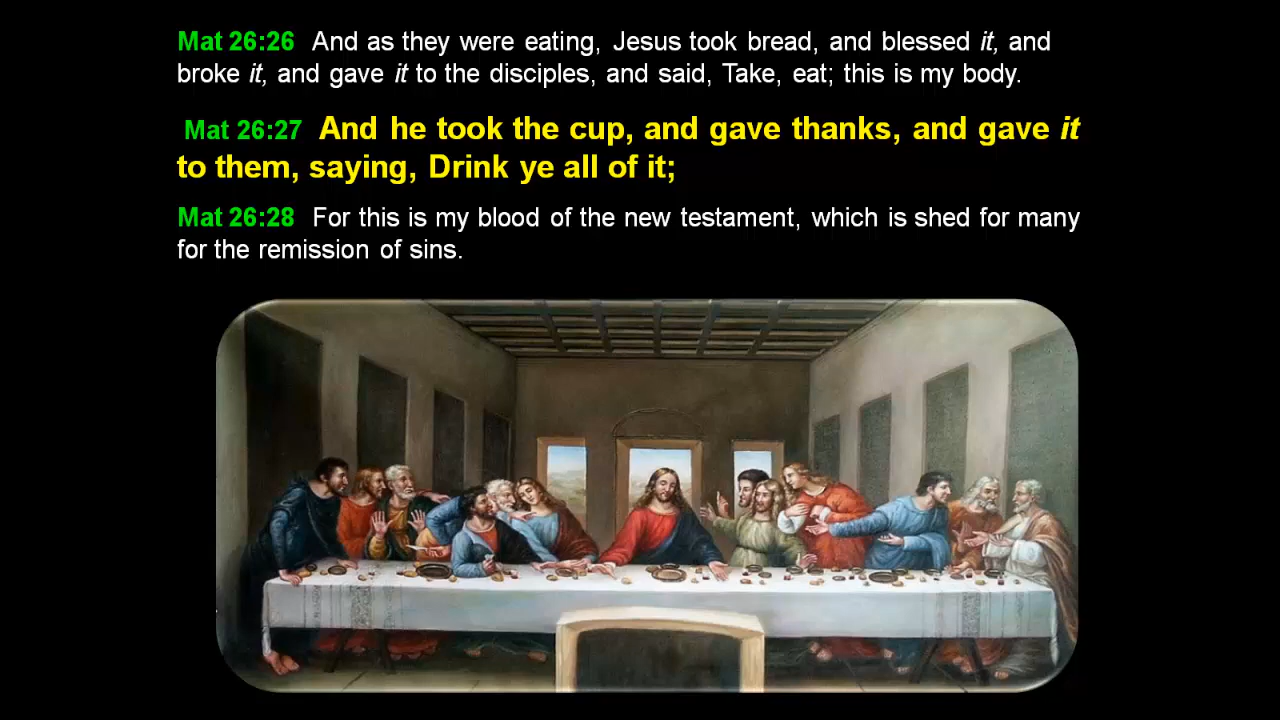 Mat 26:26 And as they were eating, Jesus took bread, and blessed it, and
broke it, and gave it to the disciples, and said, Take, eat; this is my body.
Mat 26:27 And he took the cup, and gave thanks, and gave it
to them, saying, Drink ye all of it;
Mat 26:28 For this is my blood of the new testament, which is shed for many
for the remission of sins.